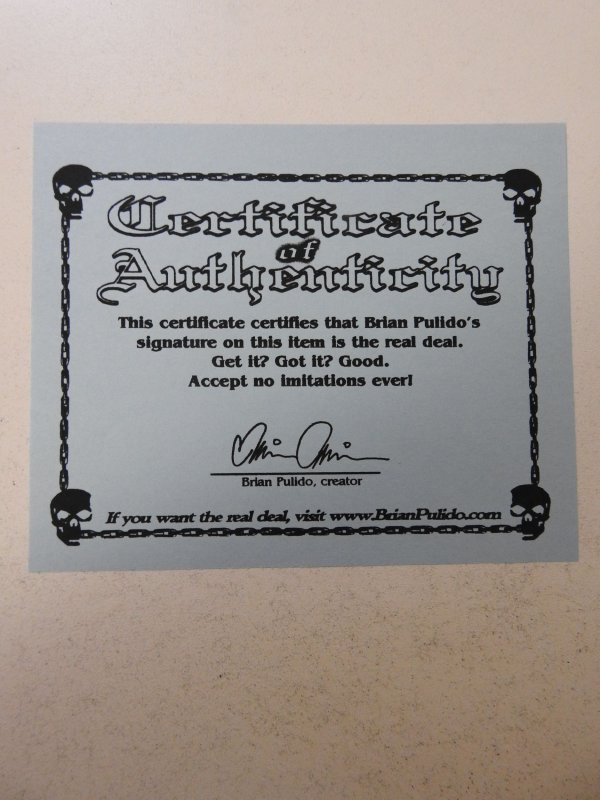 Certificate
of
Authenticity
This certificate certifies that Brian Pulido's
signature on this item is the real deal.
Get it? Got it? Good.
Accept no imitations ever!
Brian Pulido, creator
If you want the real deal, visit www.BrianPulido.com